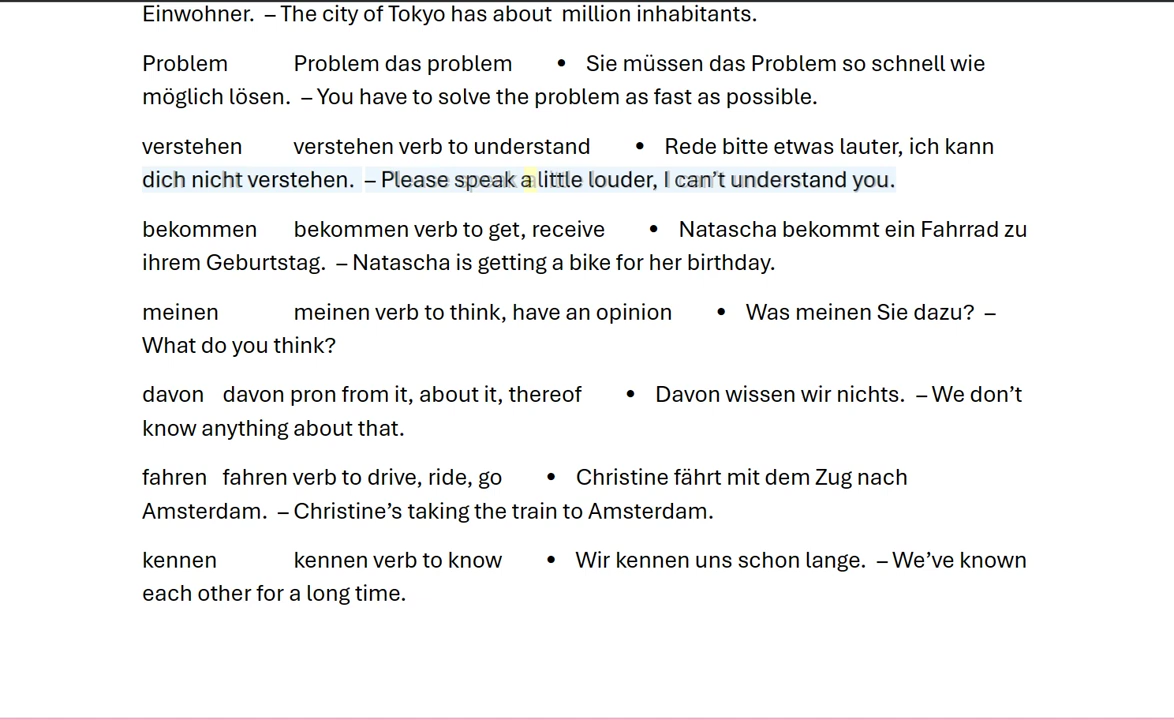 Einwohner. – The city of Tokyo has about million inhabitants.
Problem Problem das problem • Sie müssen das Problem so schnell wie
möglich lösen. – You have to solve the problem as fast as possible.
verstehen verstehen verb to understand • Rede bitte etwas lauter, ich kann
dich nicht verstehen. – Please speak a little louder, I can’t understand you.
bekommen bekommen verb to get, receive • Natascha bekommt ein Fahrrad zu
ihrem Geburtstag. – Natascha is getting a bike for her birthday.
meinen meinen verb to think, have an opinion • Was meinen Sie dazu? –
What do you think?
davon davon pron from it, about it, thereof • Davon wissen wir nichts. – We don’t
know anything about that.
fahren fahren verb to drive, ride, go • Christine fährt mit dem Zug nach
Amsterdam. – Christine’s taking the train to Amsterdam.
kennen kennen verb to know • Wir kennen uns schon lange. – We’ve known
each other for a long time.